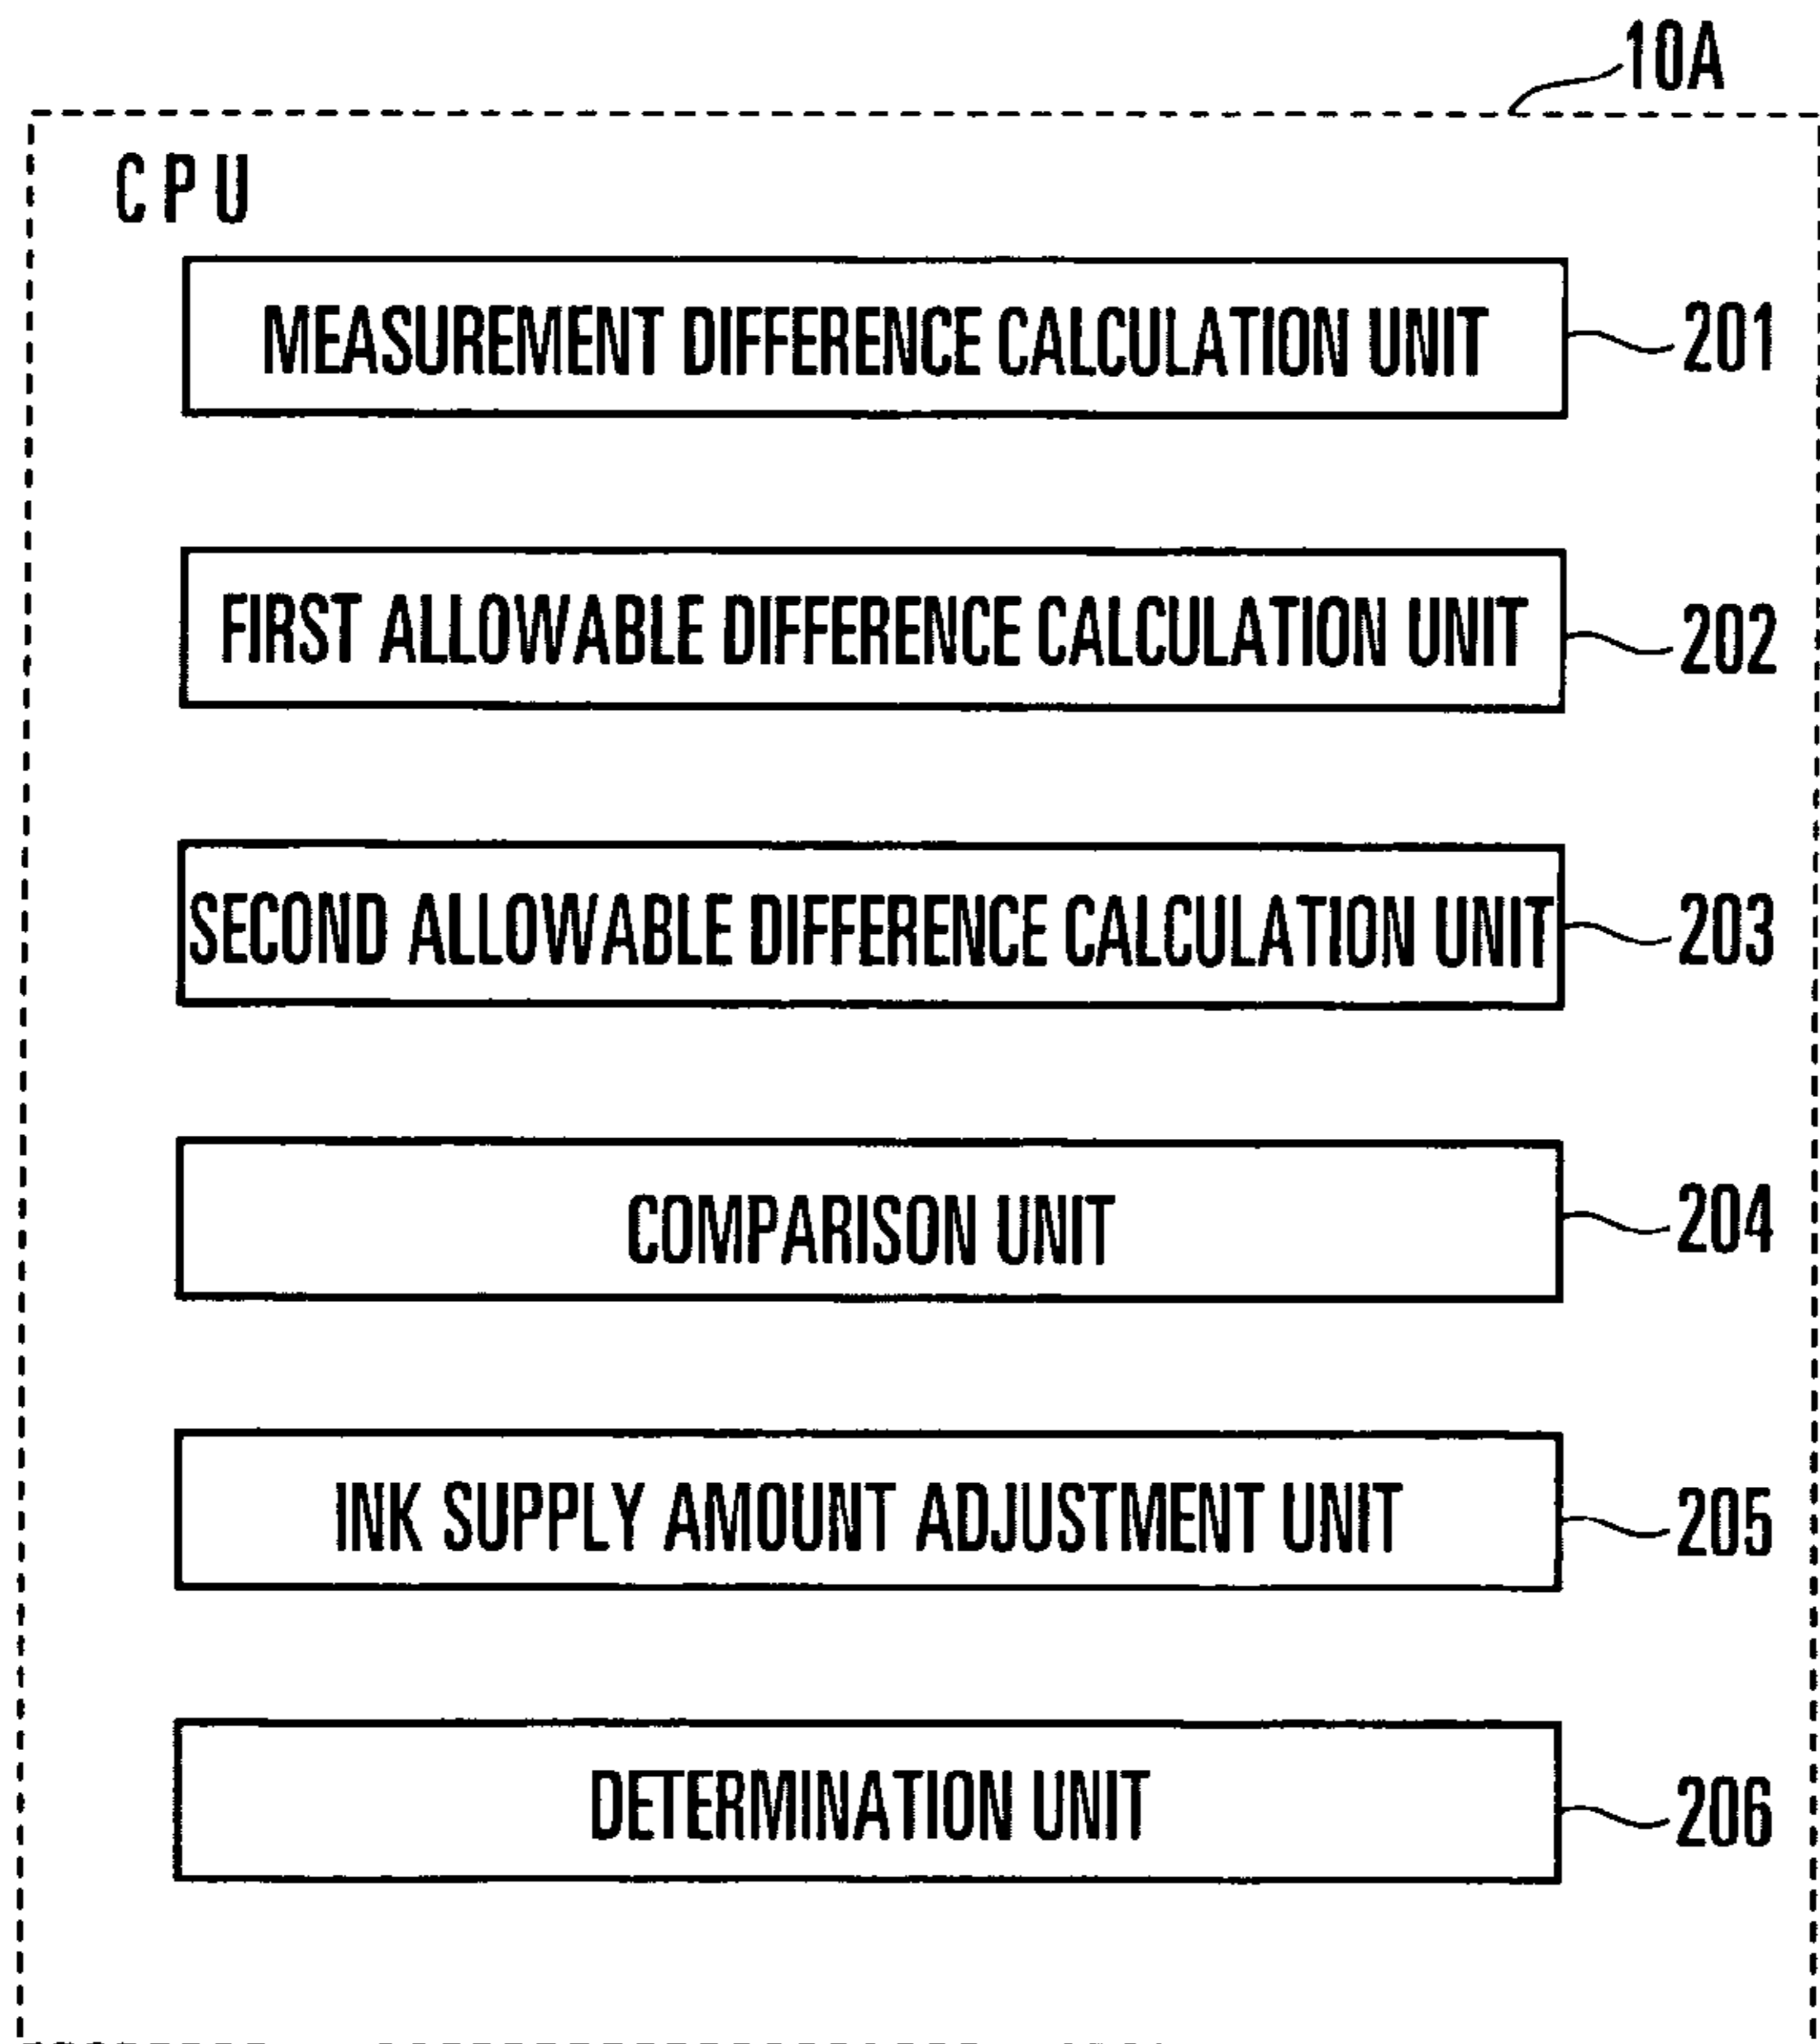 10A
CPU
MEASUREMENT DIFFERENCE CALCULATION UNIT
201
FIRST ALLOWABLE DIFFERENCE CALCULATION UNIT
202
SECOND ALLOWABLE DIFFERENCE CALCULATION UNIT
203
COMPARISON UNIT
204
INK SUPPLY AMOUNT ADJUSTMENT UNIT
205
DETERMINATION UNIT
206